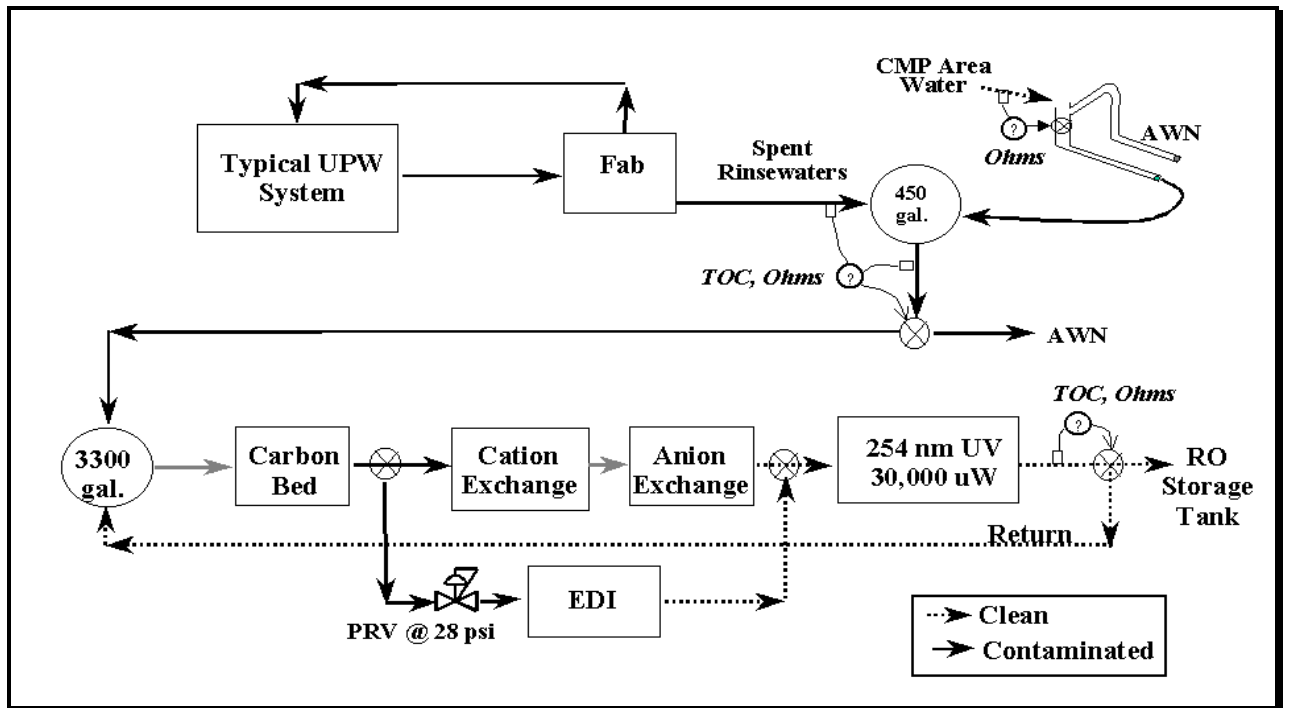 CMP Area
Water
AWN
Ohms
?
Typical UPW
System
Fab
Spent
Rinsewaters
450
gal.
TOC, Ohms
?
AWN
TOC, Ohms
?
3300
gal.
Carbon
Bed
Cation
Exchange
Anion
Exchange
254 nm UV
30,000 uW
RO
Storage
Tank
Return
PRV @ 28 psi
EDI
Clean
Contaminated